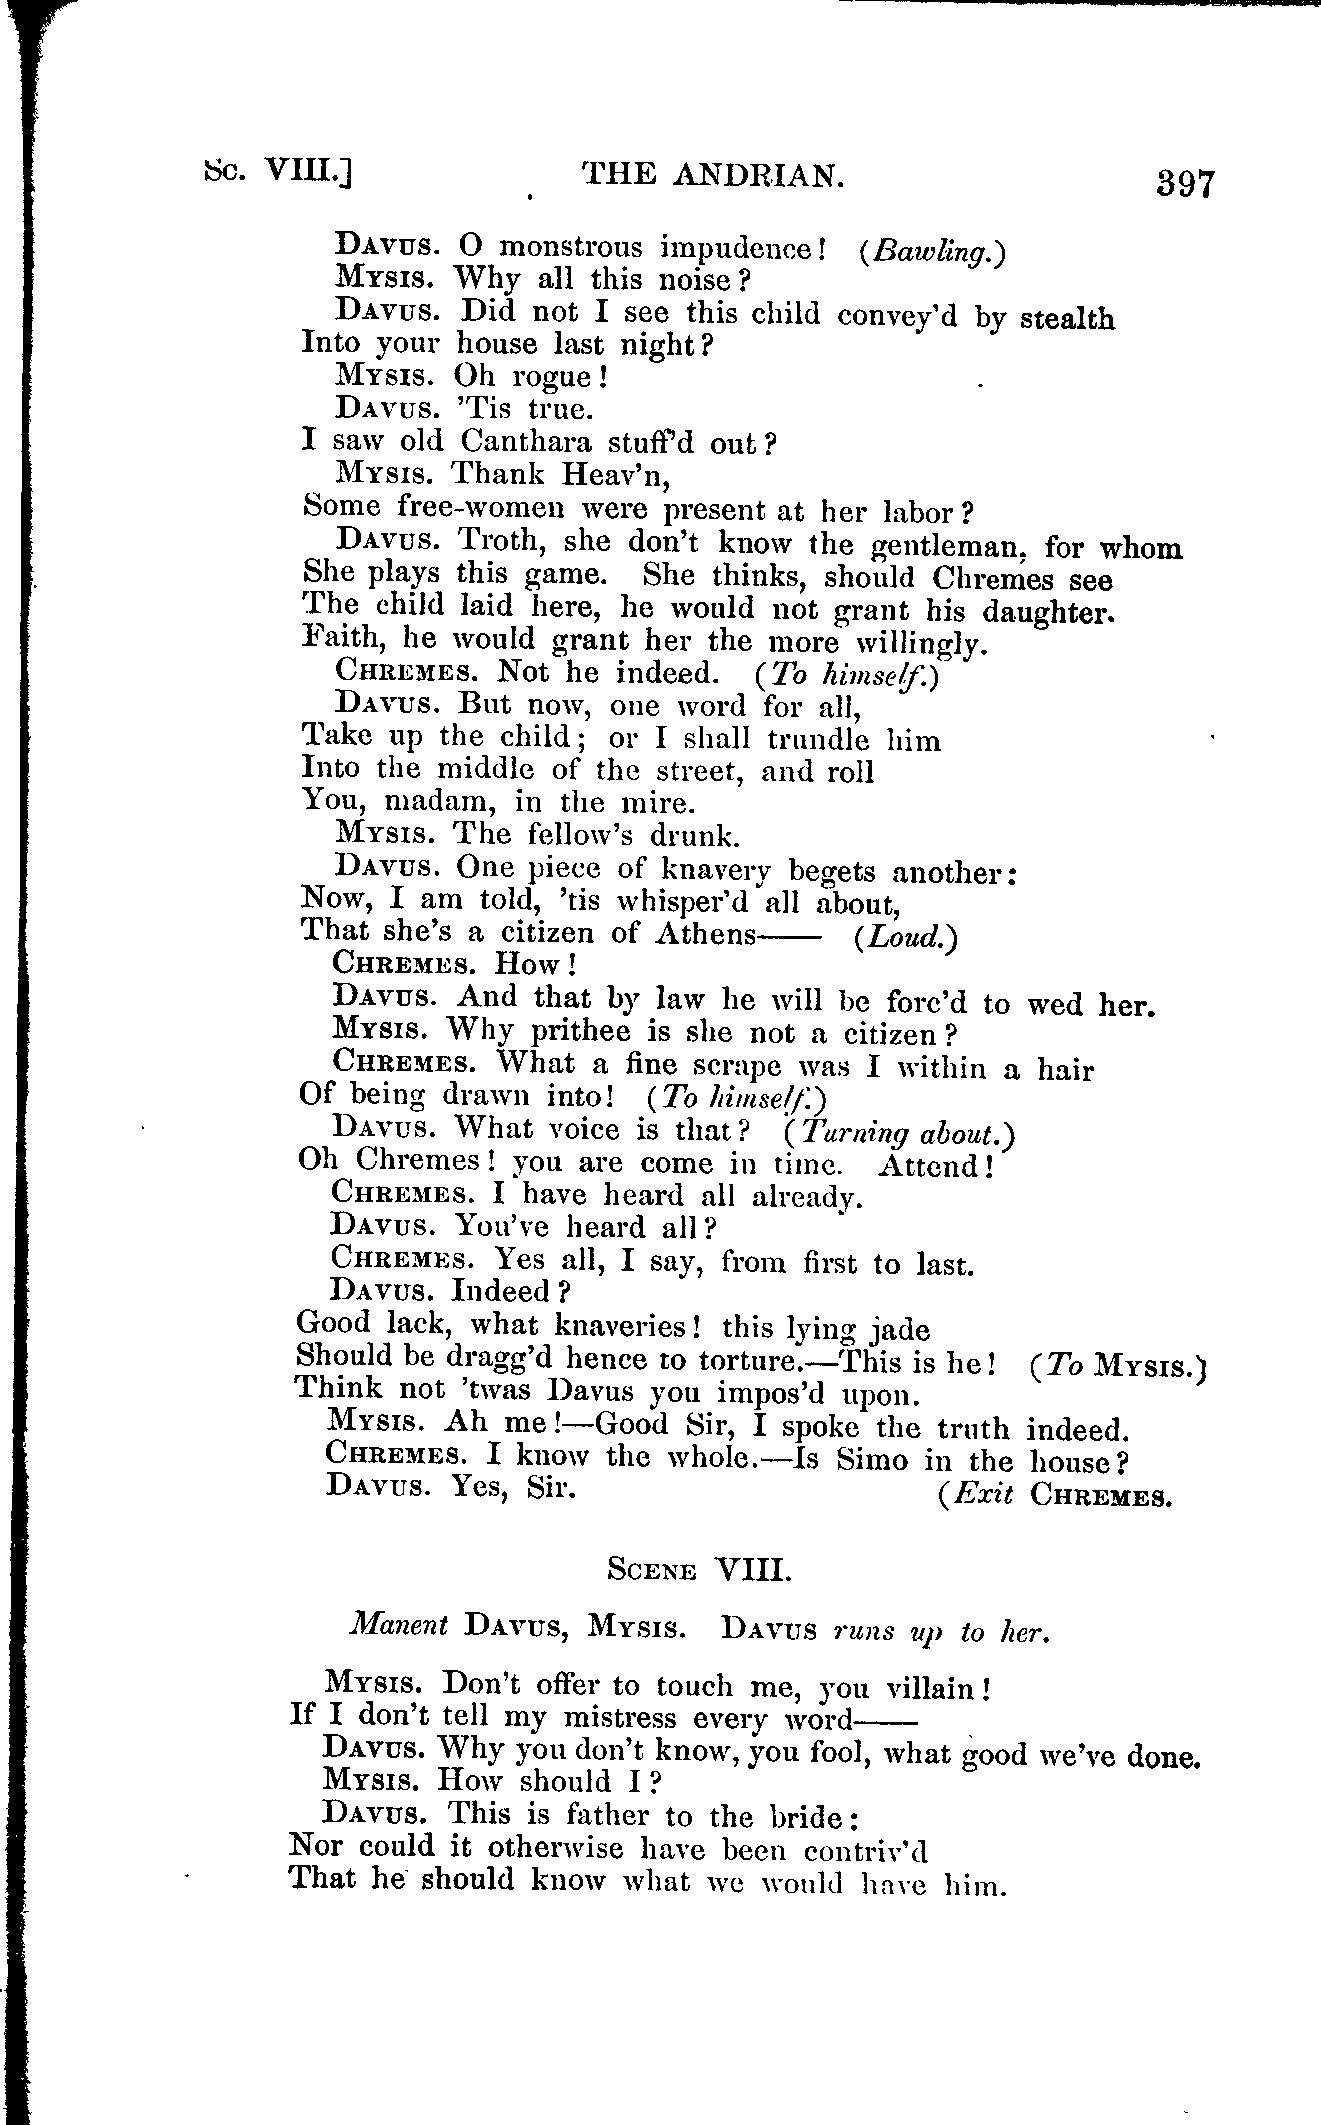 Sc. VIII.] THE ANDRIAN. 397
DAVUS. O monstrous impudence! (Bawling.)
MYSIS. Why all this noise?
DAVUS. Did not I see this child convey'd by stealth
Into your house last night?
MYSIS. Oh rogue!
DAVUS. 'Tis true.
I saw old Canthara stuff'd out?
MYSIS. Thank Heav'n,
Some free-women were present at her labor?
DAVUS. Troth, she don't know the gentleman, for whom
She plays this game. She thinks, should Chremes see
The child laid here, he would not grant his daughter.
Faith, he would grant her the more willingly.
CHREMES. Not he indeed. (To himself.)
DAVUS. But now, one word for all,
Take up the child; or I shall trundle him
Into the middle of the street, and roll
You, madam, in the mire.
MYSIS. The fellow's drunk.
DAVUS. One piece of knavery begets another:
Now, I am told, 'tis whisper'd all about,
That she's a citizen of Athens—— (Loud.)
CHREMES. How!
DAVUS. And that by law he will be forc'd to wed her.
MYSIS. Why prithee is she not a citizen?
CHREMES. What a fine scrape was I within a hair
Of being drawn into! (To himself.)
DAVUS. What voice is that? (Turning about.)
Oh Chremes! you are come in time. Attend!
CHREMES. I have heard all already.
DAVUS. You've heard all?
CHREMES. Yes all, I say, from first to last.
DAVUS. Indeed?
Good lack, what knaveries! this lying jade
Should be dragg'd hence to torture.—This is he! (To MYSIS.)
Think not 'twas Davus you impos'd upon.
MYSIS. Ah me!—Good Sir, I spoke the truth indeed.
CHREMES. I know the whole.—Is Simo in the house?
DAVUS. Yes, Sir. (Exit CHREMES.
SCENE VIII.
Manent DAVUS, MYSIS. DAVUS runs up to her.
MYSIS. Don't offer to touch me, you villain!
If I don't tell my mistress every word——
DAVUS. Why you don't know, you fool, what good we've done.
MYSIS. How should I?
DAVUS. This is father to the bride:
Nor could it otherwise have been contriv'd
That he should know what we would have him.